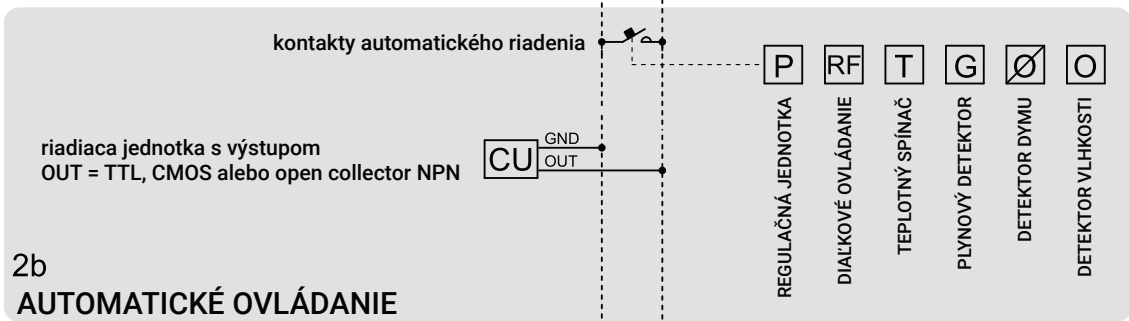 kontakty automatického riadenia
P
RF
T
G
Ø
O
REGULAČNÁ JEDNOTKA
DIAĽKOVÉ OVLÁDANIE
TEPLOTNÝ SPÍNAČ
PLYNOVÝ DETEKTOR
DETEKTOR DYMU
DETEKTOR VLHKOSTI
riadiaca jednotka s výstupom
OUT = TTL, CMOS alebo open collector NPN
CU
GND
OUT
2b
AUTOMATICKÉ OVLÁDANIE